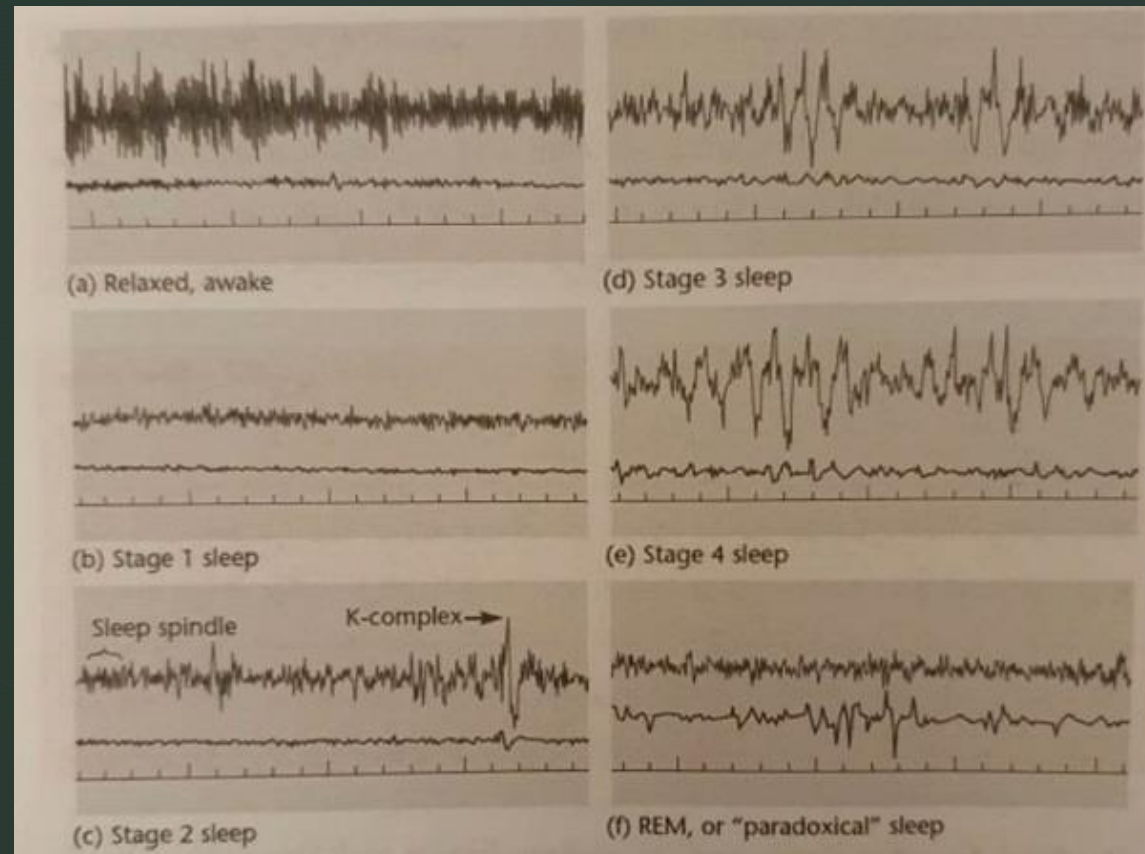 (a) Relaxed, awake
(b) Stage 1 sleep
Sleep spindle
K-complex
(c) Stage 2 sleep
(d) Stage 3 sleep
(e) Stage 4 sleep
(f) REM, or "paradoxical" sleep